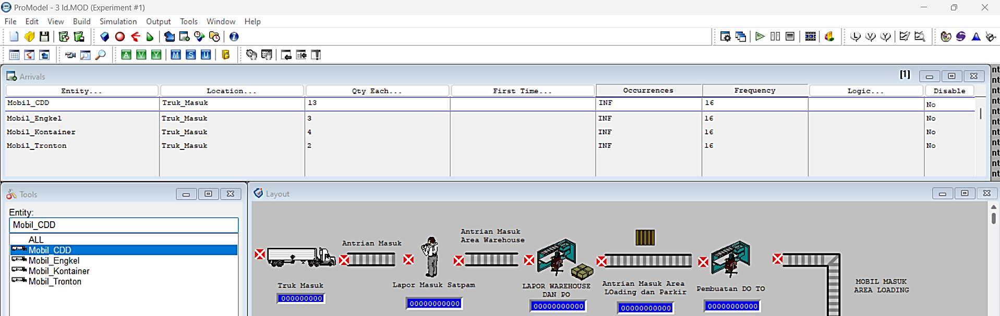 ProModel - 3 ld.MOD (Experiment #1)
File Edit View Build Simulation Output Tools Window Help
L V Y
A V Y M S U
Arrivals [1]
Entity... Location... Qty Each... First Time... Occurrences Frequency Logic... Disable
Mobil_CDD Truk_Masuk 13 INF 16 No
Mobil_Engkel Truk_Masuk 3 INF 16 No
Mobil_Kontainer Truk_Masuk 4 INF 16 No
Mobil_Tronton Truk_Masuk 2 INF 16 No
nt
nt
nt
nt
nt
nt
nt
nt
nt
nt
nt
Tools
Entity:
Mobil_CDD
ALL
Mobil_CDD
Mobil_Engkel
Mobil_Kontainer
Mobil_Tronton
Layout
Antrian Masuk
Antrian Masuk
Area Warehouse
Truk Masuk
000000000
Lapor Masuk Satpam
00000000000
LAPOR WAREHOUSE
DAN PO
00000000000
Antrian Masuk Area
LOading dan Parkir
00000000000
Pembuatan DO TO
00000000000
MOBIL MASUK
AREA LOADING